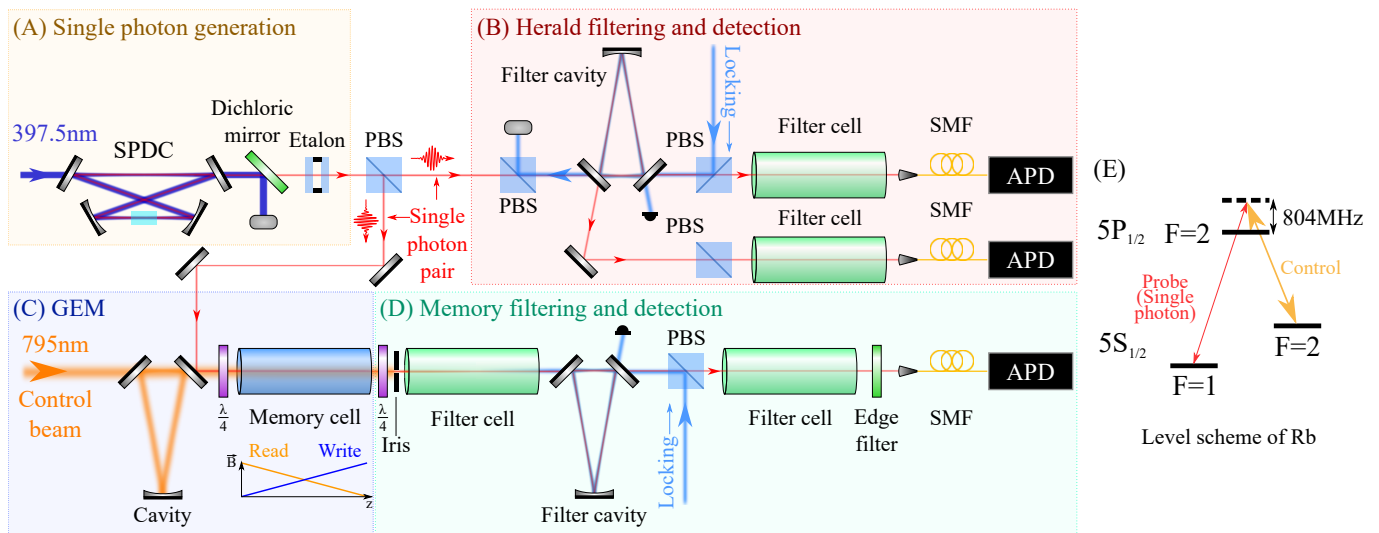 (A) Single photon generation
397.5nm
SPDC
Dichloric
mirror
Etalon
PBS
Single
photon
pair
(B) Herald filtering and detection
Filter cavity
Locking
PBS
PBS
Filter cell
SMF
APD
PBS
Filter cell
SMF
APD
(C) GEM
795nm
Control
beam
λ/4
Memory cell
λ/4
Iris
Cavity
B
Read
Write
z
(D) Memory filtering and detection
Filter cell
Filter cavity
PBS
Locking
Filter cell
Edge
filter
SMF
APD
(E)
5P1/2
F=2
804MHz
Probe
(Single
photon)
Control
5S1/2
F=1
F=2
Level scheme of Rb